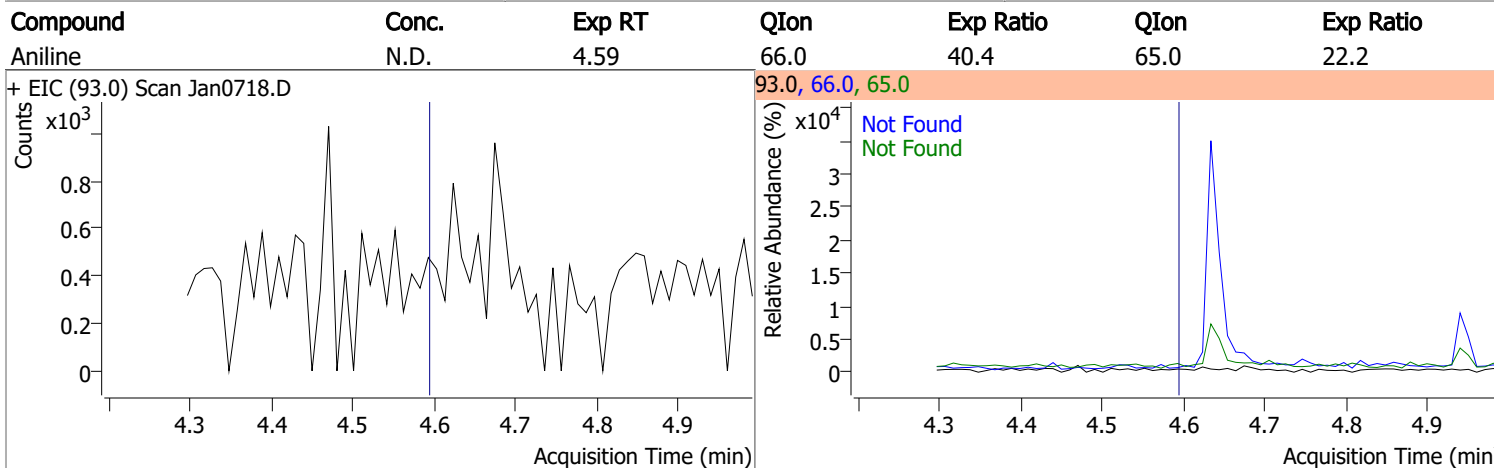 Compound Conc. Exp RT QIon Exp Ratio QIon Exp Ratio
Aniline N.D. 4.59 66.0 40.4 65.0 22.2
+ EIC (93.0) Scan Jan0718.D
Counts
x10³
0.8
0.6
0.4
0.2
0
4.3 4.4 4.5 4.6 4.7 4.8 4.9
Acquisition Time (min)
93.0, 66.0, 65.0
Relative Abundance (%)
x10⁴
Not Found
Not Found
3
2.5
2
1.5
1
0.5
0
4.3 4.4 4.5 4.6 4.7 4.8 4.9
Acquisition Time (min